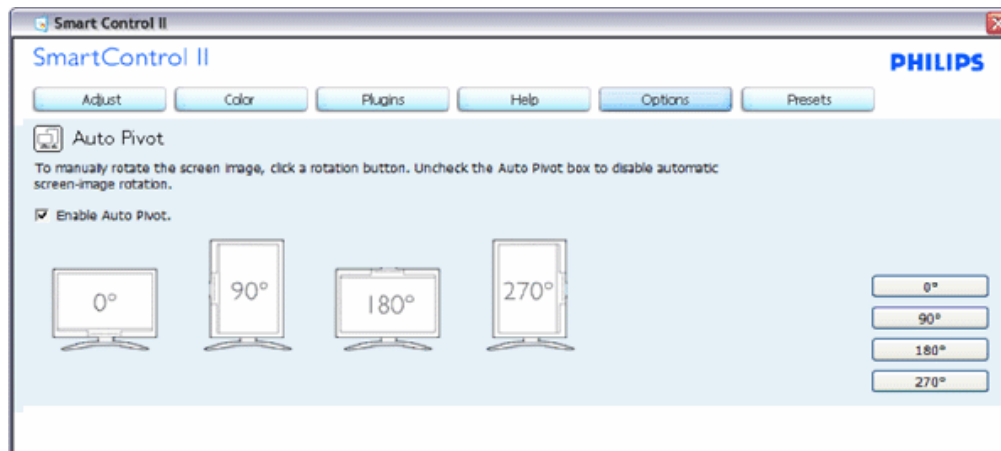 Smart Control II
SmartControl II
PHILIPS
Adjust Color Plugins Help Options Presets
Auto Pivot
To manually rotate the screen image, click a rotation button. Uncheck the Auto Pivot box to disable automatic
screen-image rotation.
Enable Auto Pivot.
0° 90° 180° 270°
0°
90°
180°
270°